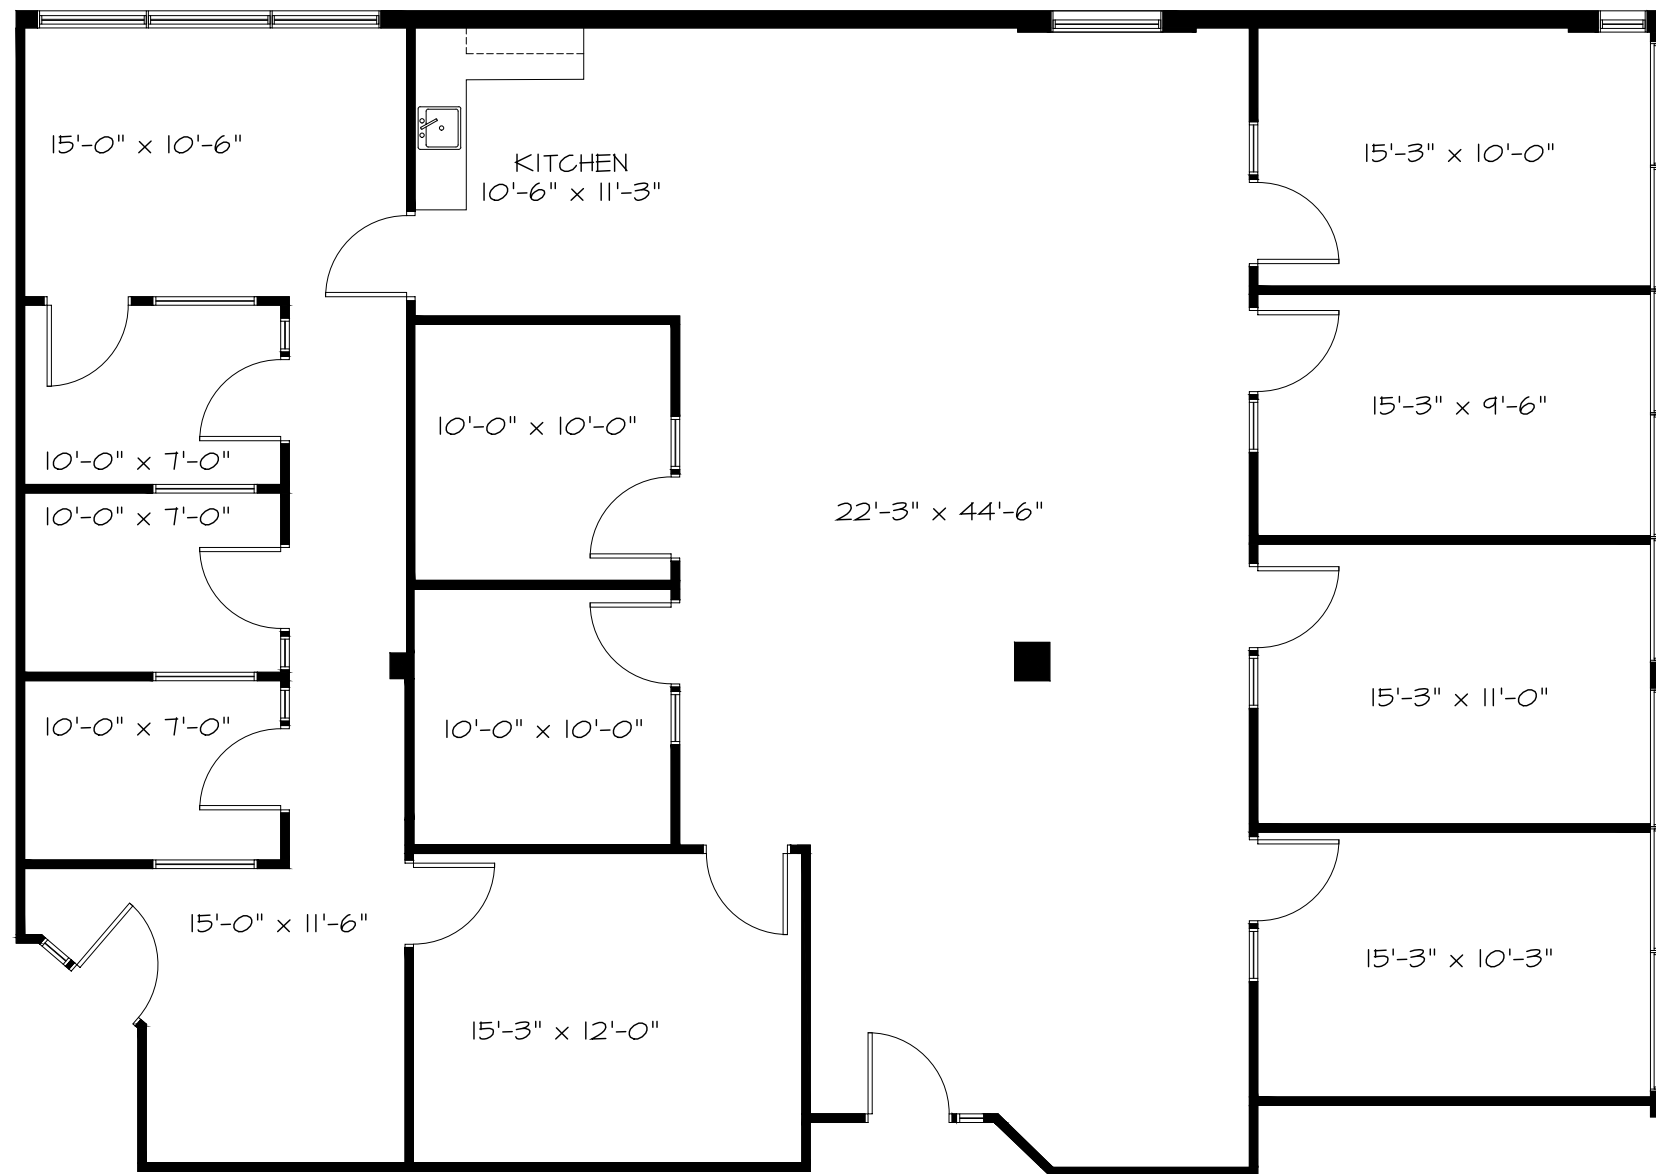 15'-0" x 10'-6"
KITCHEN
10'-6" x 11'-3"
15'-3" x 10'-0"
10'-0" x 10'-0"
15'-3" x 9'-6"
10'-0" x 7'-0"
10'-0" x 7'-0"
22'-3" x 44'-6"
10'-0" x 7'-0"
10'-0" x 10'-0"
15'-3" x 11'-0"
15'-0" x 11'-6"
15'-3" x 10'-3"
15'-3" x 12'-0"